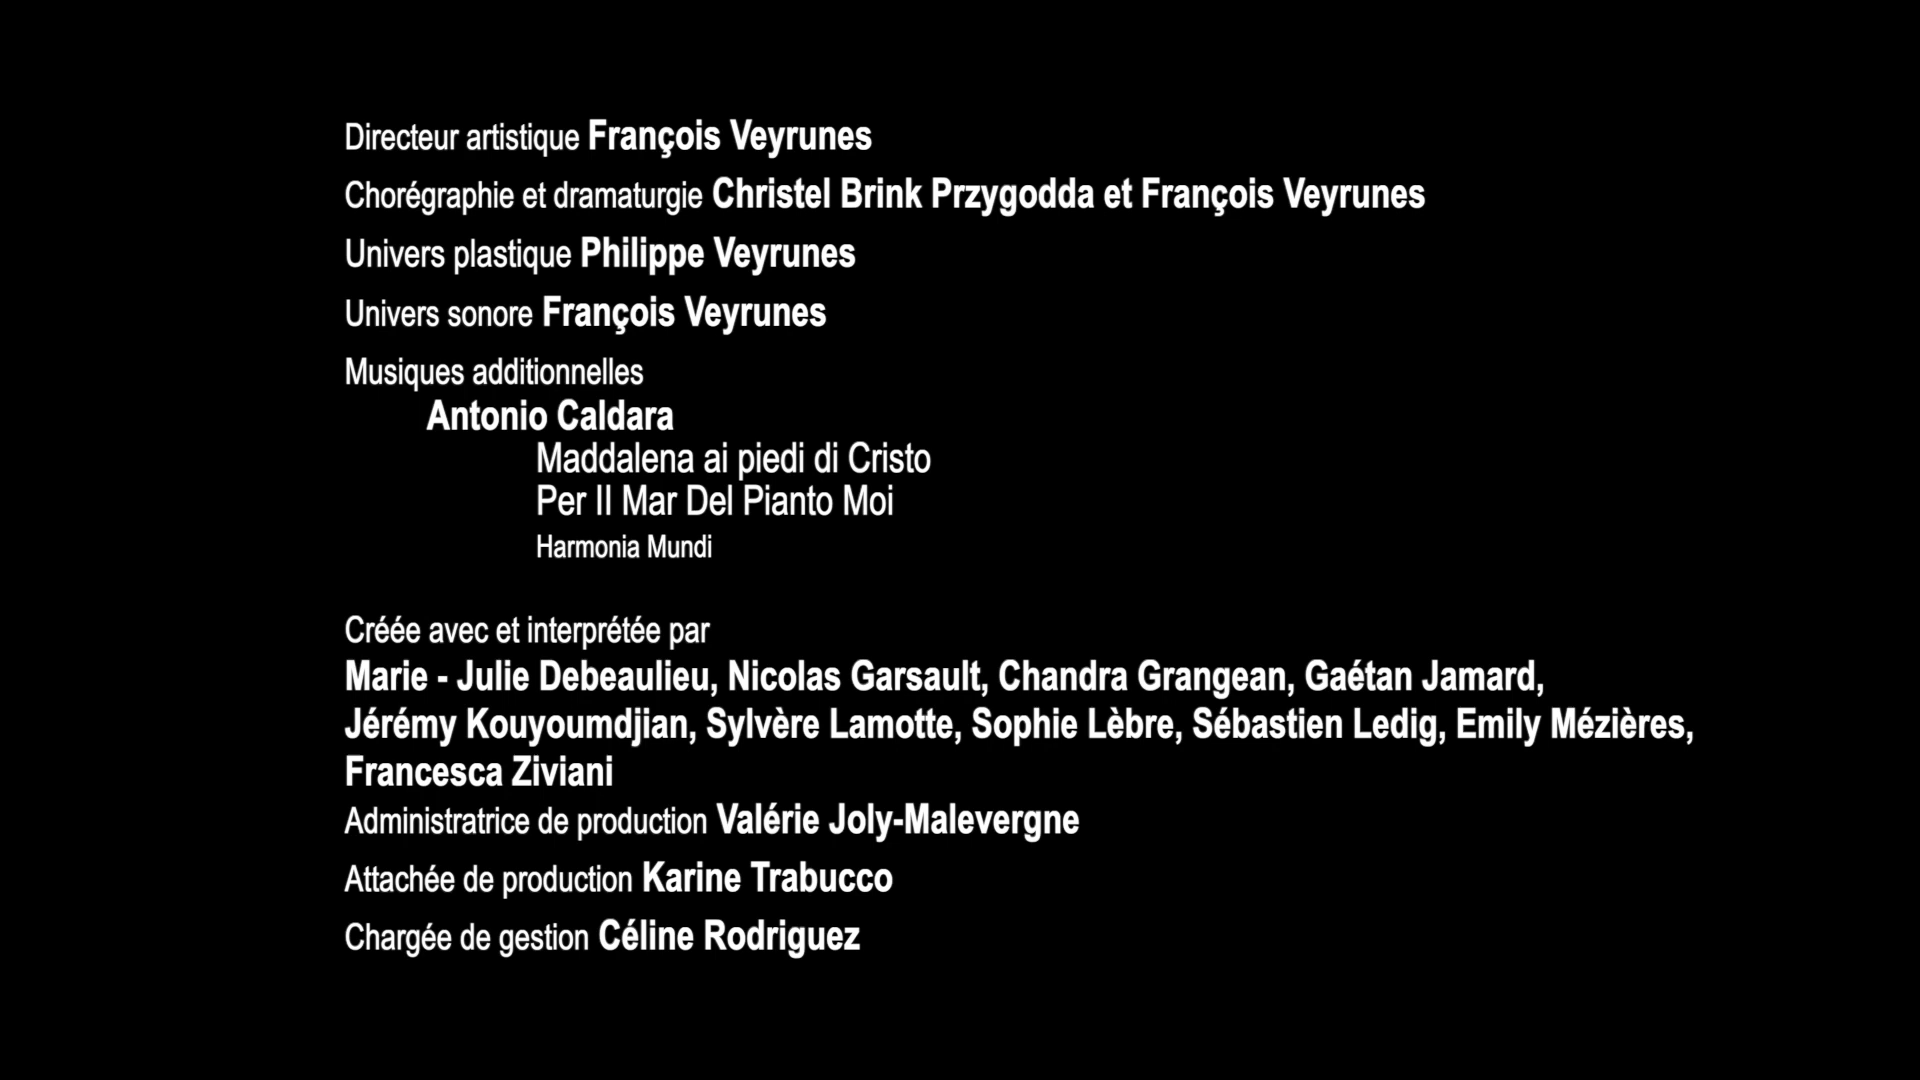 Directeur artistique François Veyrunes
Chorégraphie et dramaturgie Christel Brink Przygodda et François Veyrunes
Univers plastique Philippe Veyrunes
Univers sonore François Veyrunes
Musiques additionnelles
Antonio Caldara
Maddalena ai piedi di Cristo
Per Il Mar Del Pianto Moi
Harmonia Mundi
Créée avec et interprétée par
Marie - Julie Debeaulieu, Nicolas Garsault, Chandra Grangean, Gaétan Jamard,
Jérémy Kouyoumdjian, Sylvère Lamotte, Sophie Lèbre, Sébastien Ledig, Emily Mézières,
Francesca Ziviani
Administratrice de production Valérie Joly-Malevergne
Attachée de production Karine Trabucco
Chargée de gestion Céline Rodriguez